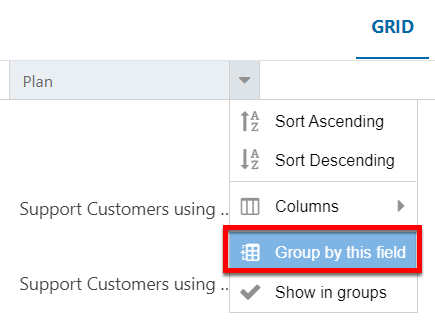 GRID
Plan
Sort Ascending
Sort Descending
Support Customers using ..
Columns
Group by this field
Support Customers using ..
Show in groups